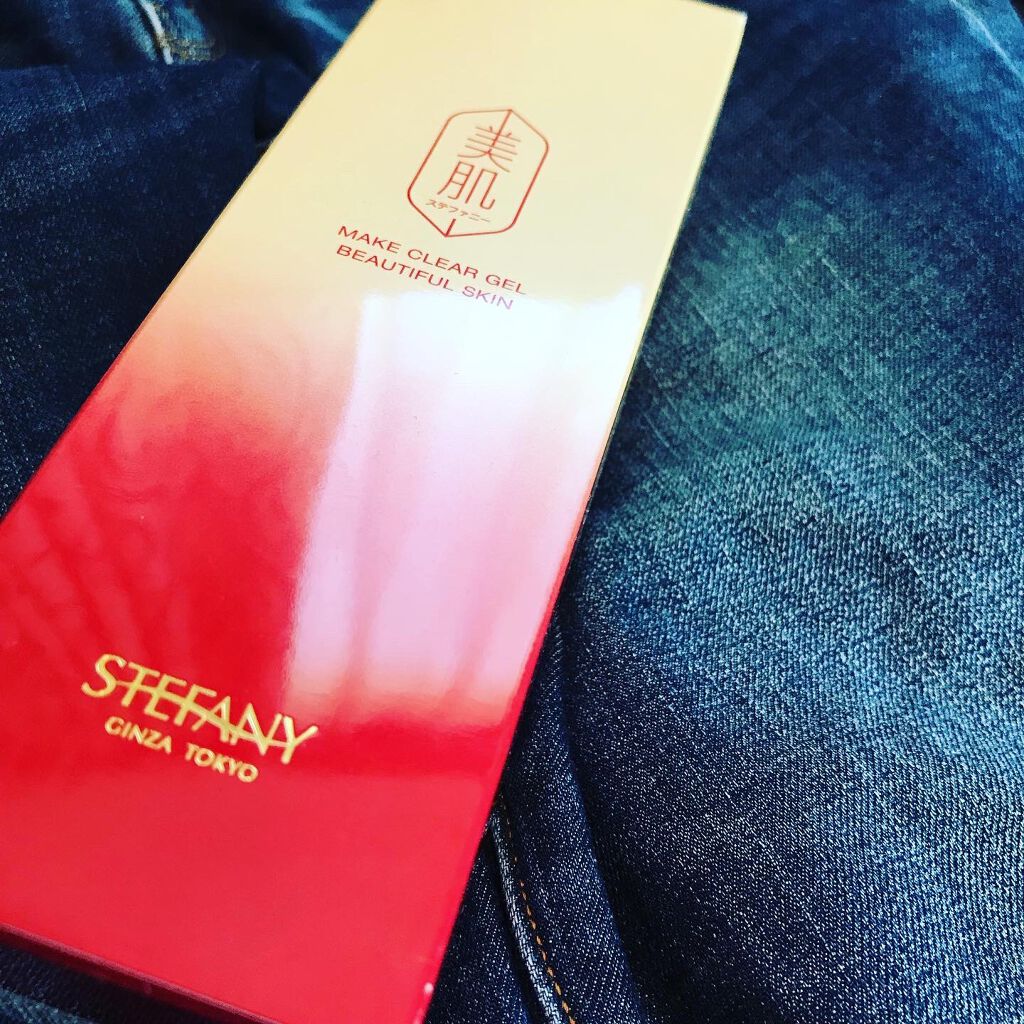 美肌
ステファニー
MAKE CLEAR GEL
BEAUTIFUL SKIN
STEFANY
GINZA TOKYO